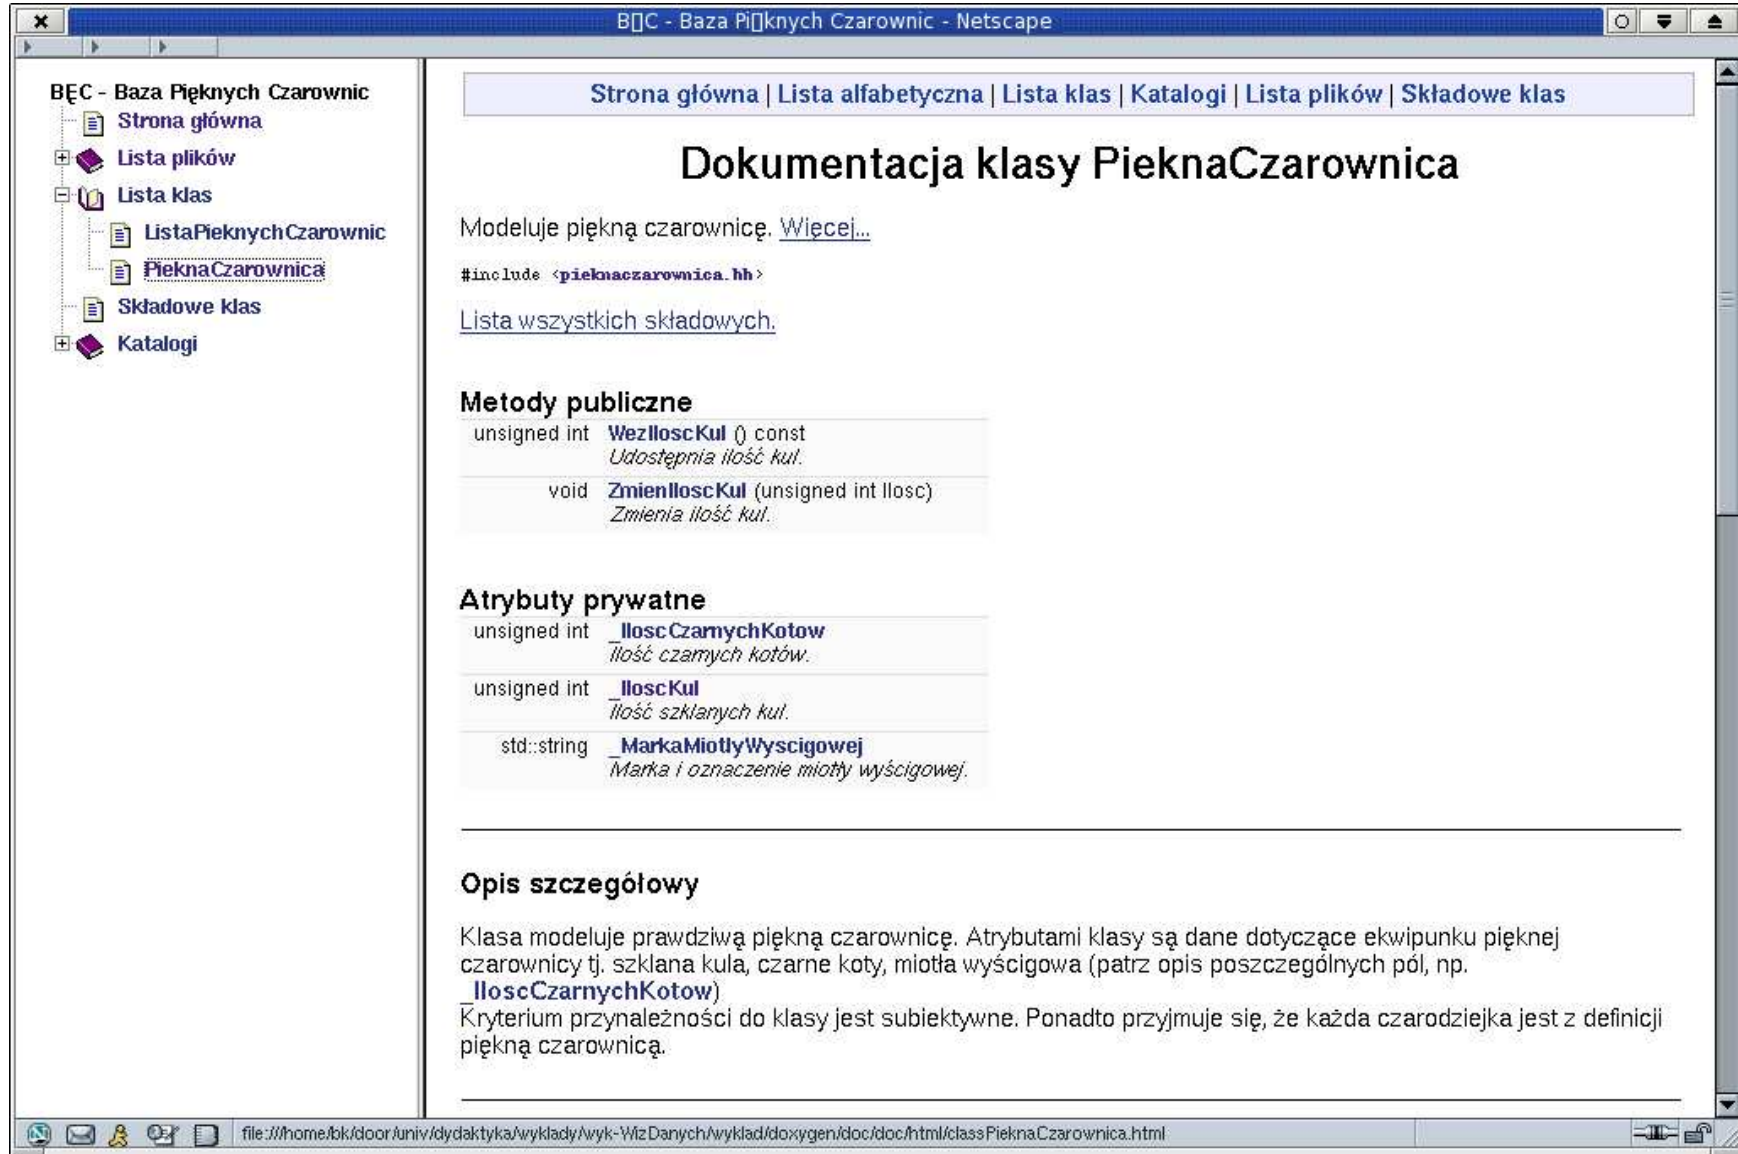 B▯C - Baza Pi▯knych Czarownic - Netscape
BĘC - Baza Pięknych Czarownic
Strona główna
Lista plików
Lista klas
ListaPieknychCzarownic
PieknaCzarownica
Składowe klas
Katalogi
Strona główna | Lista alfabetyczna | Lista klas | Katalogi | Lista plików | Składowe klas
Dokumentacja klasy PieknaCzarownica
Modeluje piękną czarownicę. Więcej...
#include <pieknaczarownica.hh>
Lista wszystkich składowych.
Metody publiczne
unsigned int WezIloscKul () const
Udostępnia ilość kul.
void ZmienIloscKul (unsigned int Ilosc)
Zmienia ilość kul.
Atrybuty prywatne
unsigned int _IloscCzarnychKotow
Ilość czarnych kotów.
unsigned int _IloscKul
Ilość szklanych kul.
std::string _MarkaMiotlyWyscigowej
Marka i oznaczenie miotły wyścigowej.
Opis szczegółowy
Klasa modeluje prawdziwą piękną czarownicę. Atrybutami klasy są dane dotyczące ekwipunku pięknej
czarownicy tj. szklana kula, czarne koty, miotła wyścigowa (patrz opis poszczególnych pól, np.
_IloscCzarnychKotow)
Kryterium przynależności do klasy jest subiektywne. Ponadto przyjmuje się, że każda czarodziejka jest z definicji
piękną czarownicą.
file:///home/bk/door/univ/dydaktyka/wyklady/wyk-WizDanych/wyklad/doxygen/doc/doc/html/classPieknaCzarownica.html